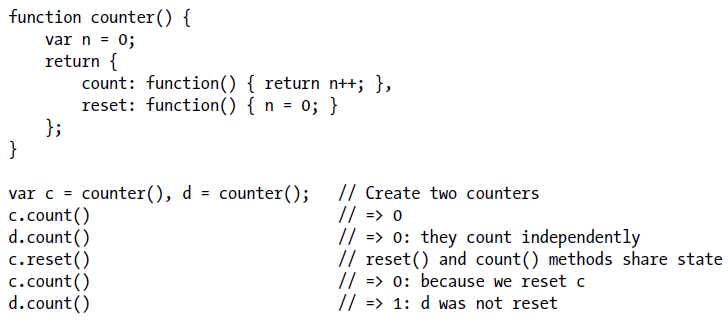 function counter() {
    var n = 0;
    return {
        count: function() { return n++; },
        reset: function() { n = 0; }
    };
}

var c = counter(), d = counter();   // Create two counters
c.count()                           // => 0
d.count()                           // => 0: they count independently
c.reset()                           // reset() and count() methods share state
c.count()                           // => 0: because we reset c
d.count()                           // => 1: d was not reset